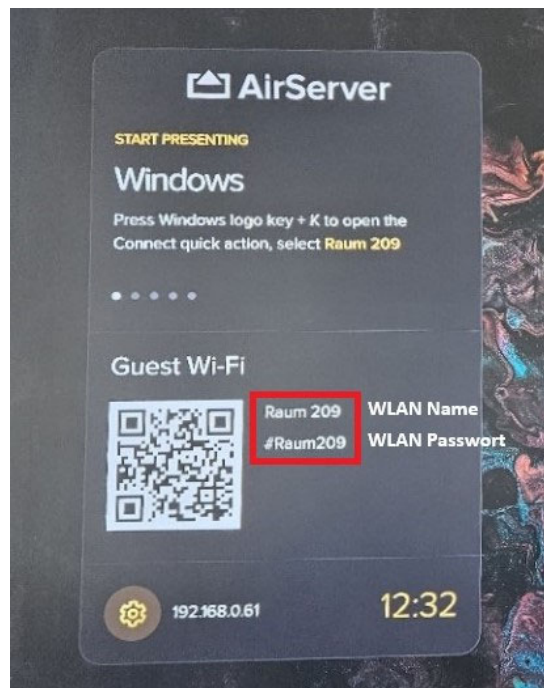 AirServer
START PRESENTING
Windows
Press Windows logo key + K to open the
Connect quick action, select Raum 209
Guest Wi-Fi
Raum 209 WLAN Name
#Raum209 WLAN Passwort
192.168.0.61 12:32